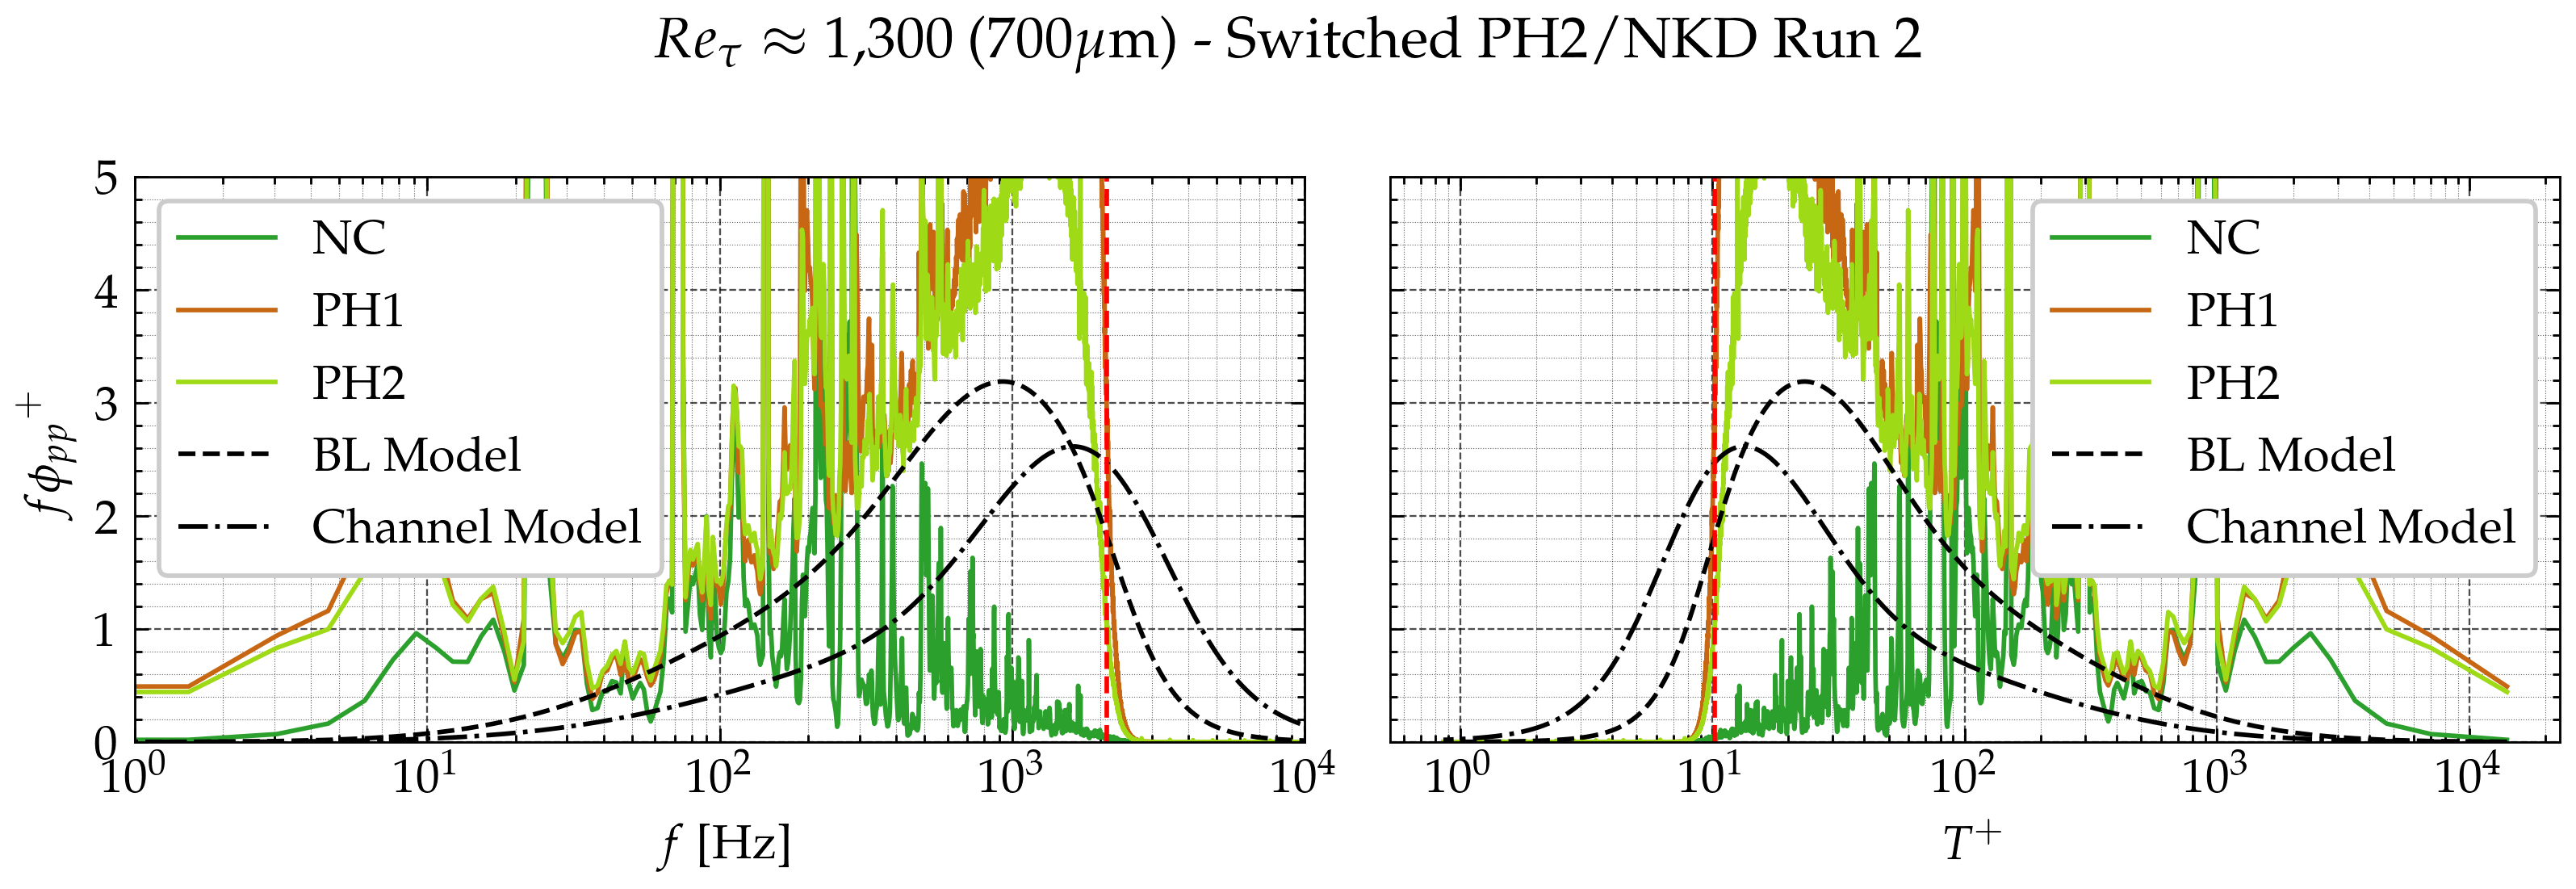 Re_τ ≈ 1,300 (700μm) - Switched PH2/NKD Run 2
fϕ_pp^+
5
4
3
2
1
0
NC
PH1
PH2
BL Model
Channel Model
10^0
10^1
10^2
10^3
10^4
f [Hz]
NC
PH1
PH2
BL Model
Channel Model
10^0
10^1
10^2
10^3
10^4
T^+